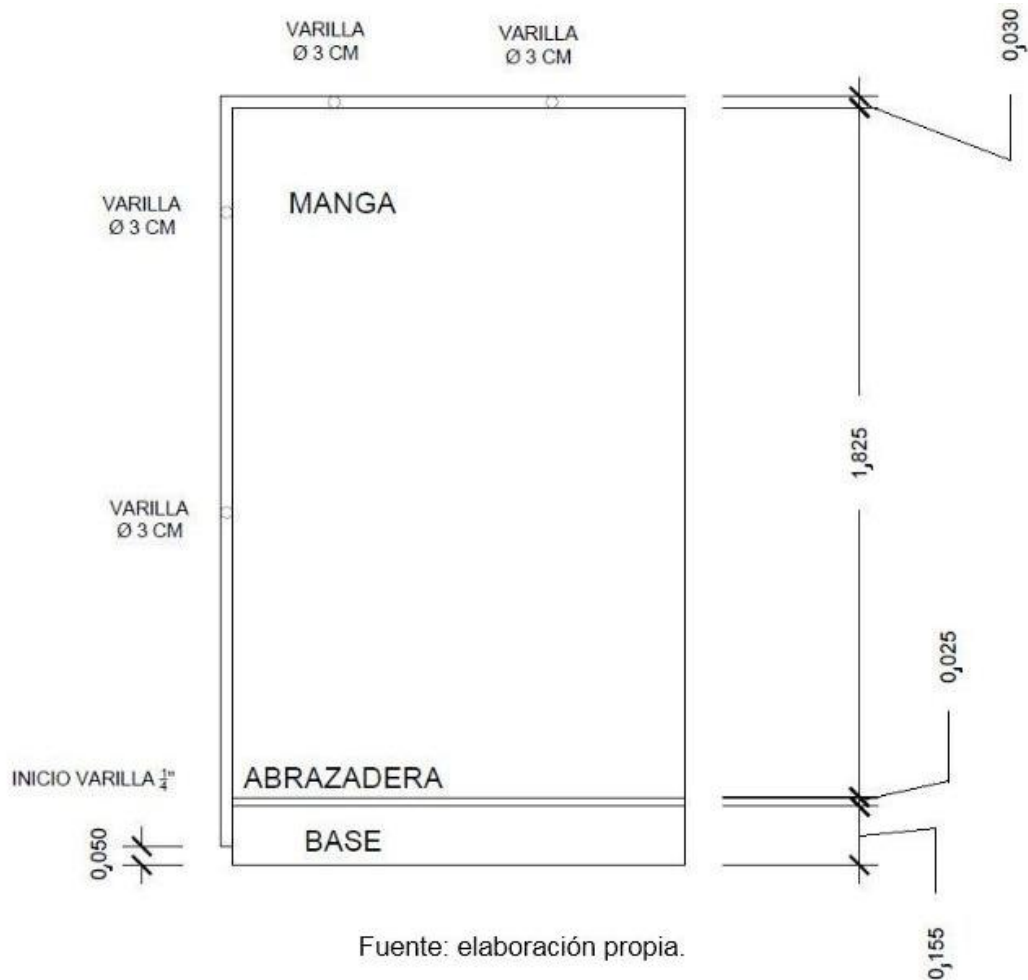 VARILLA
Ø 3 CM
VARILLA
Ø 3 CM
0,030
VARILLA
Ø 3 CM
MANGA
1,825
VARILLA
Ø 3 CM
0,025
INICIO VARILLA 1/4"
ABRAZADERA
BASE
0,050
0,155
Fuente: elaboración propia.